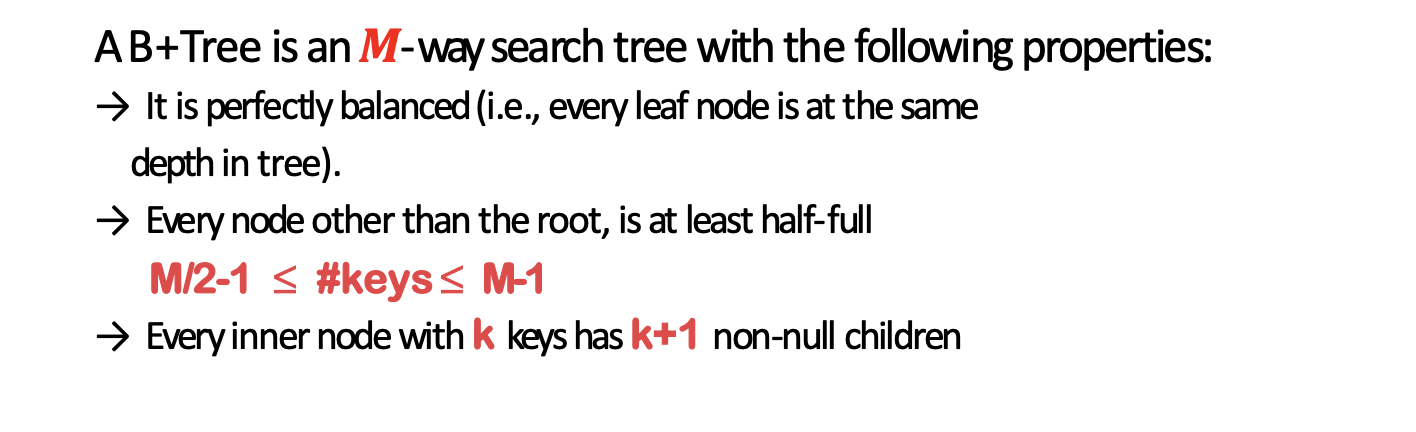 A B+Tree is an M-way search tree with the following properties:
→ It is perfectly balanced (i.e., every leaf node is at the same
depth in tree).
→ Every node other than the root, is at least half-full
M/2-1 ≤ #keys ≤ M-1
→ Every inner node with k keys has k+1 non-null children